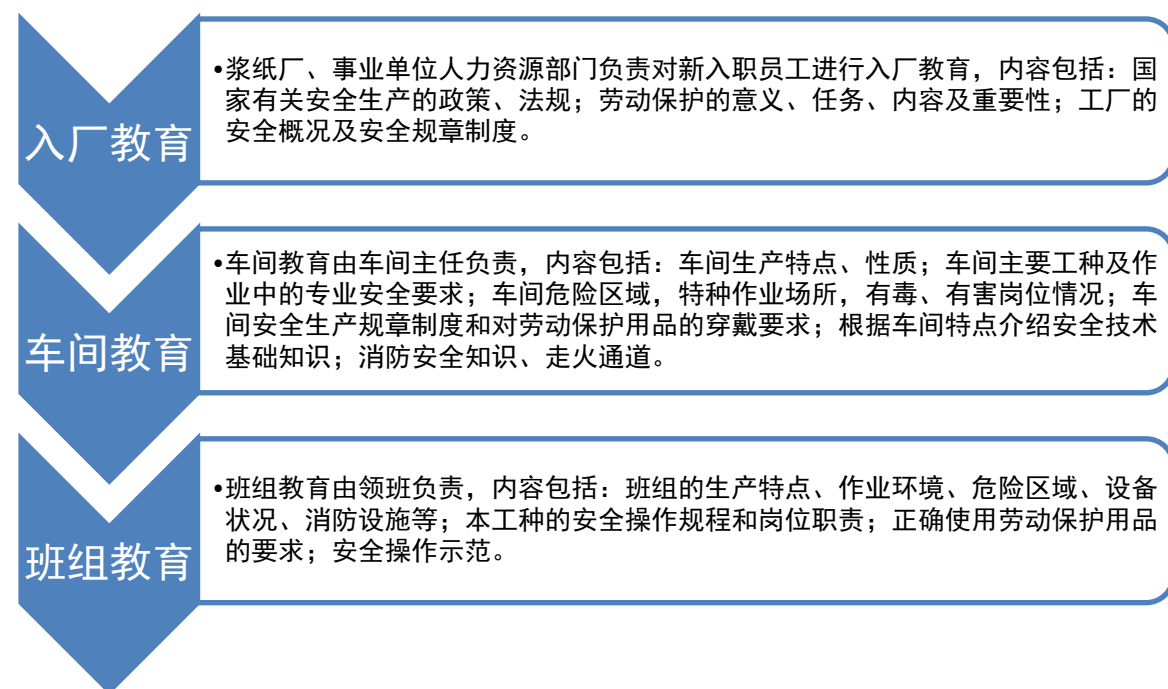 入厂教育
•浆纸厂、事业单位人力资源部门负责对新入职员工进行入厂教育，内容包括：国
家有关安全生产的政策、法规；劳动保护的意义、任务、内容及重要性；工厂的
安全概况及安全规章制度。
车间教育
•车间教育由车间主任负责，内容包括：车间生产特点、性质；车间主要工种及作
业中的专业安全要求；车间危险区域，特种作业场所，有毒、有害岗位情况；车
间安全生产规章制度和对劳动保护用品的穿戴要求；根据车间特点介绍安全技术
基础知识；消防安全知识、走火通道。
班组教育
•班组教育由领班负责，内容包括：班组的生产特点、作业环境、危险区域、设备
状况、消防设施等；本工种的安全操作规程和岗位职责；正确使用劳动保护用品
的要求；安全操作示范。